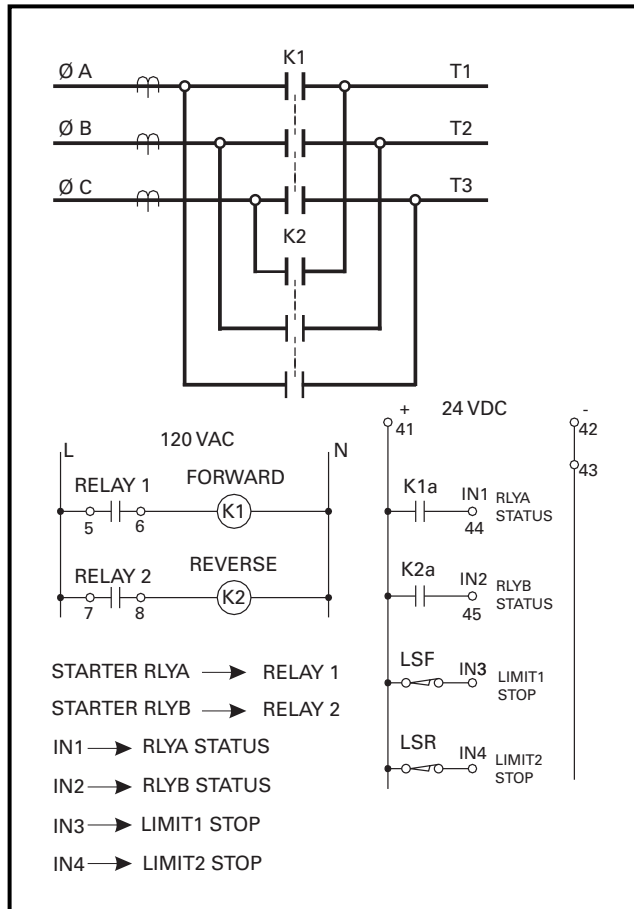 K1
Ø A
T1
Ø B
T2
Ø C
T3
K2
120 VAC
L
N
RELAY 1
FORWARD
5
6
K1
RELAY 2
REVERSE
7
8
K2
+
24 VDC
-
41
42
43
K1a
IN1
RLYA
STATUS
44
K2a
IN2
RLYB
STATUS
45
LSF
IN3
LIMIT1
STOP
LSR
IN4
LIMIT2
STOP
STARTER RLYA → RELAY 1
STARTER RLYB → RELAY 2
IN1 → RLYA STATUS
IN2 → RLYB STATUS
IN3 → LIMIT1 STOP
IN4 → LIMIT2 STOP